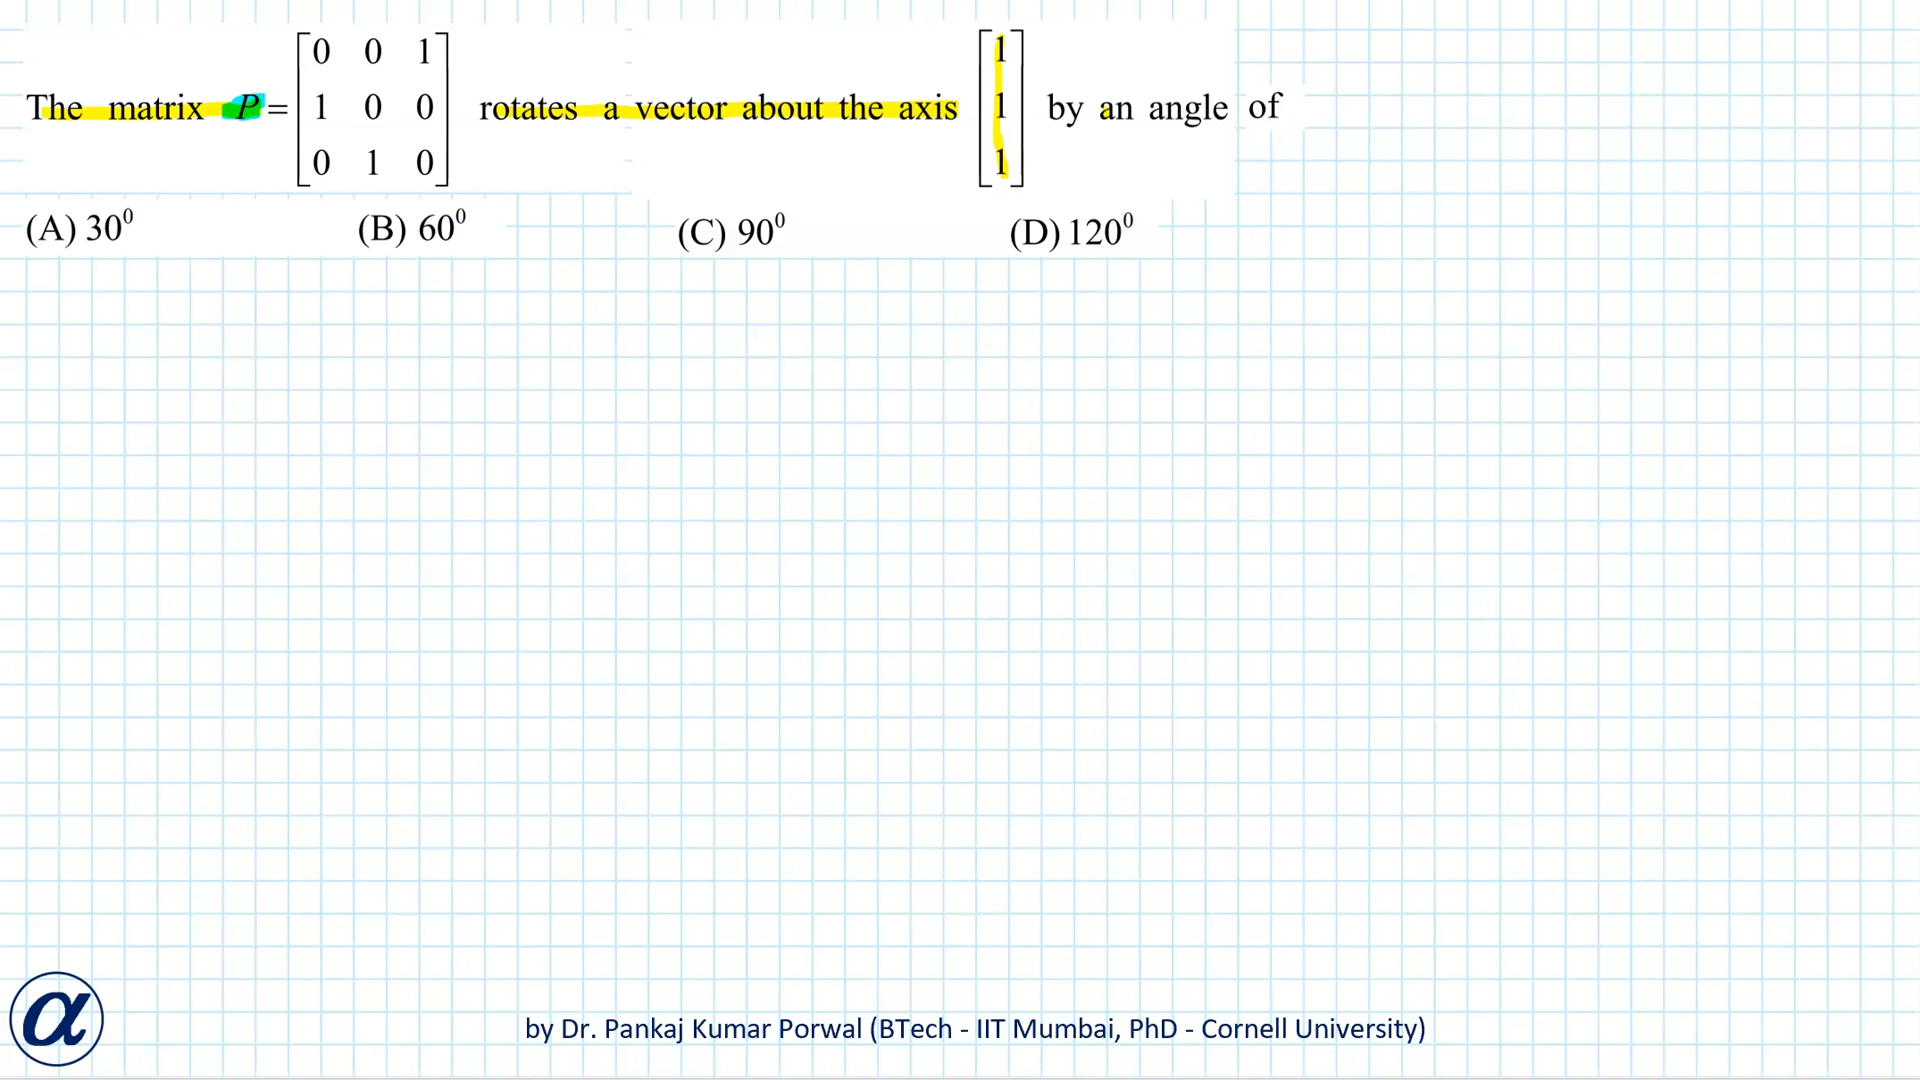 The matrix P = [0 0 1; 1 0 0; 0 1 0] rotates a vector about the axis [1; 1; 1] by an angle of
(A) 30⁰ (B) 60⁰ (C) 90⁰ (D) 120⁰
α
by Dr. Pankaj Kumar Porwal (BTech - IIT Mumbai, PhD - Cornell University)